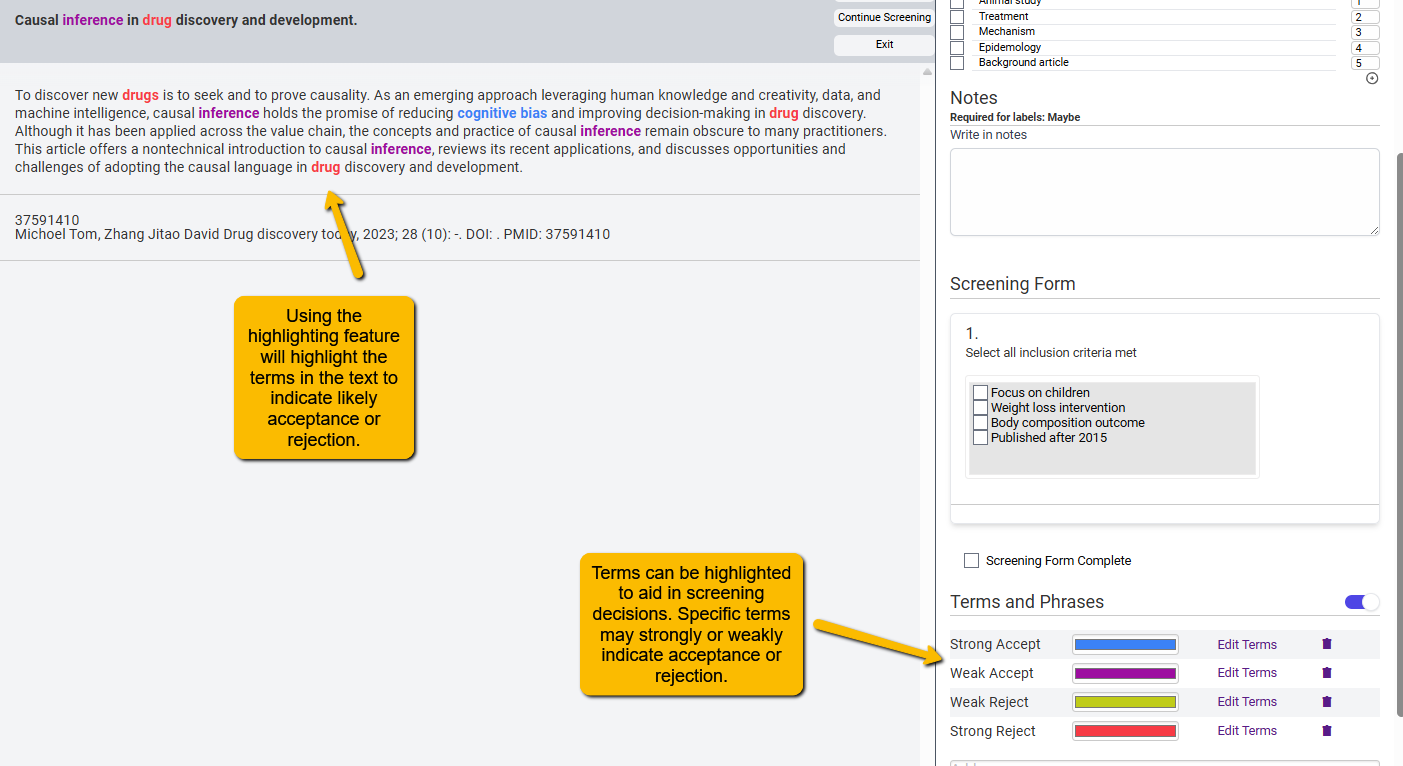 Causal inference in drug discovery and development.
Continue Screening
Exit
To discover new drugs is to seek and to prove causality. As an emerging approach leveraging human knowledge and creativity, data, and
machine intelligence, causal inference holds the promise of reducing cognitive bias and improving decision-making in drug discovery.
Although it has been applied across the value chain, the concepts and practice of causal inference remain obscure to many practitioners.
This article offers a nontechnical introduction to causal inference, reviews its recent applications, and discusses opportunities and
challenges of adopting the causal language in drug discovery and development.
37591410
Michoel Tom, Zhang Jitao David Drug discovery today, 2023; 28 (10): -. DOI: . PMID: 37591410
Using the
highlighting feature
will highlight the
terms in the text to
indicate likely
acceptance or
rejection.
Terms can be highlighted
to aid in screening
decisions. Specific terms
may strongly or weakly
indicate acceptance or
rejection.
Animal study 1
Treatment 2
Mechanism 3
Epidemology 4
Background article 5
Notes
Required for labels: Maybe
Write in notes
Screening Form
1.
Select all inclusion criteria met
Focus on children
Weight loss intervention
Body composition outcome
Published after 2015
Screening Form Complete
Terms and Phrases
Strong Accept Edit Terms
Weak Accept Edit Terms
Weak Reject Edit Terms
Strong Reject Edit Terms